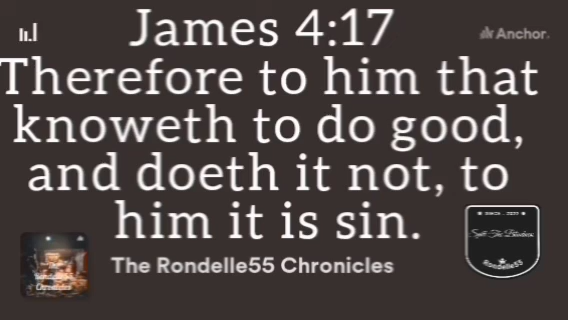 James 4:17
Anchor.
Therefore to him that
knoweth to do good,
and doeth it not, to
him it is sin.
The Rondelle55 Chronicles
Rondelle55